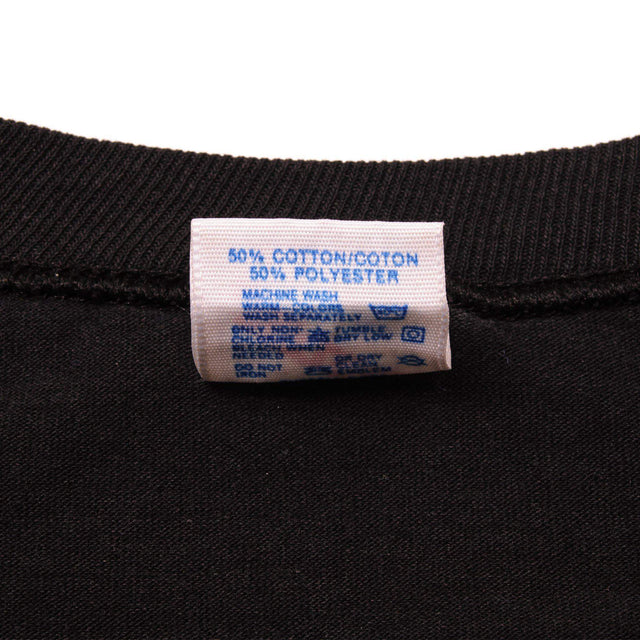 50% COTTON/COTON
50% POLYESTER
MACHINE WASH
WASH SEPARATELY
ONLY NON- TUMBLE
CHLORINE DRY LOW
WHEN
NEEDED
DO NOT OR DRY
IRON CLEAN
EMBLEM